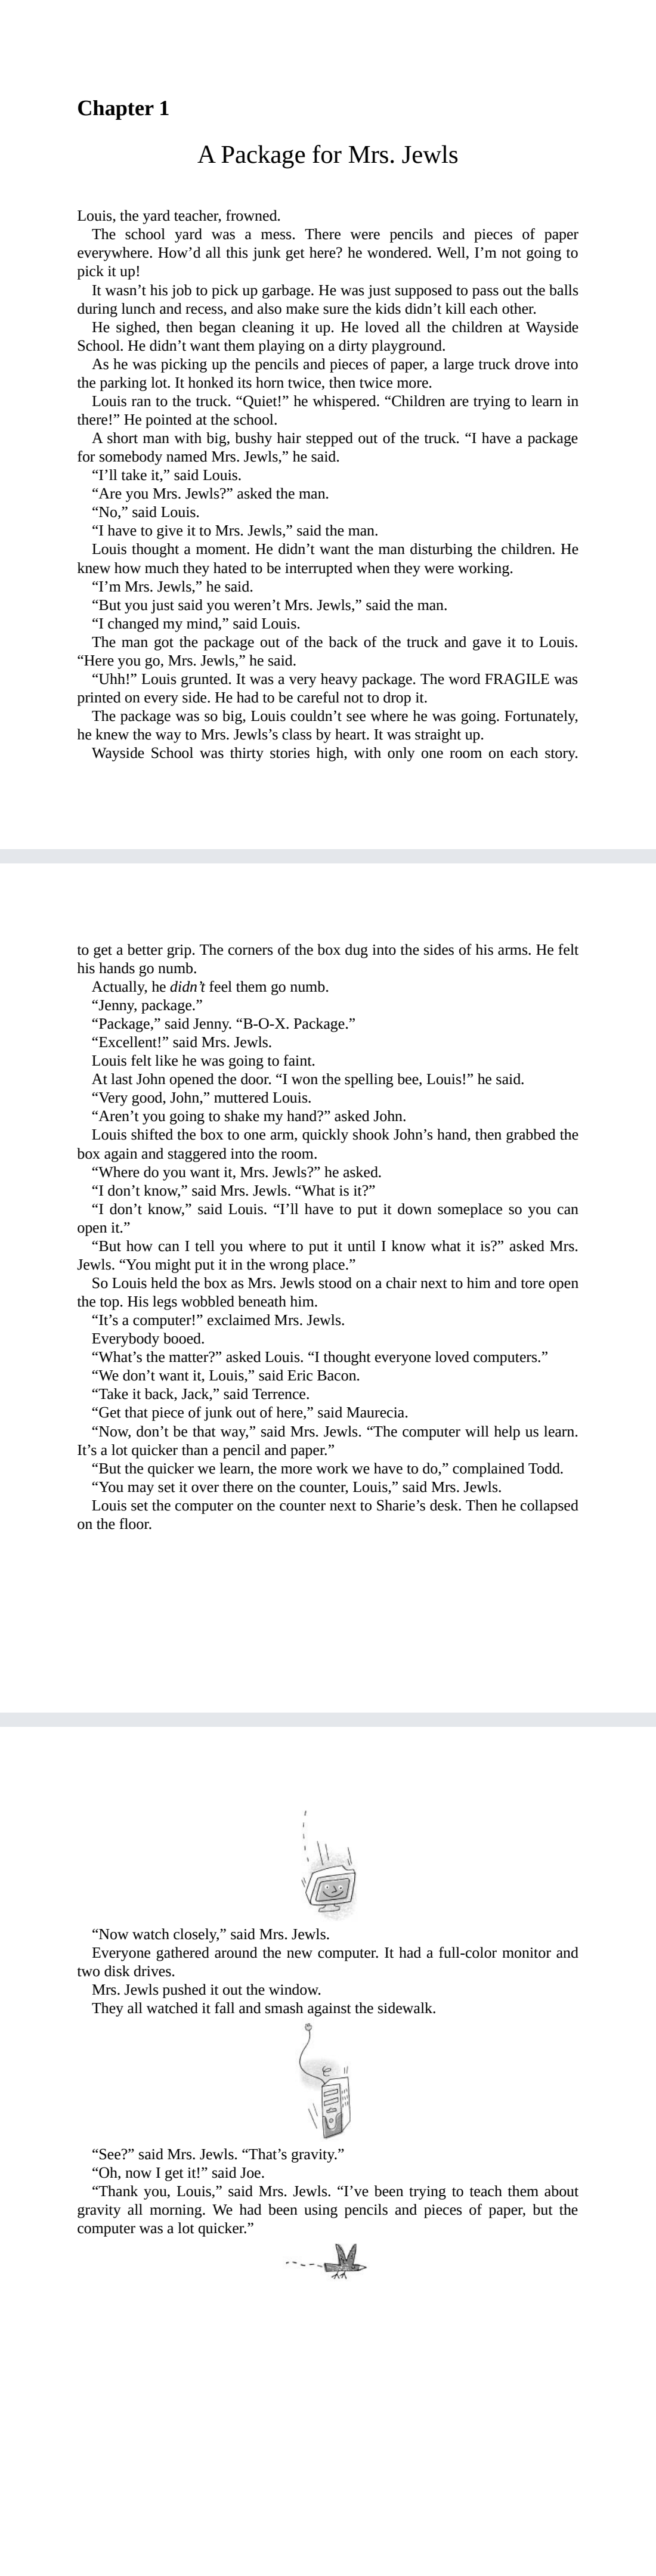 Chapter 1
A Package for Mrs. Jewls
Louis, the yard teacher, frowned.
The school yard was a mess. There were pencils and pieces of paper
everywhere. How’d all this junk get here? he wondered. Well, I’m not going to
pick it up!
It wasn’t his job to pick up garbage. He was just supposed to pass out the balls
during lunch and recess, and also make sure the kids didn’t kill each other.
He sighed, then began cleaning it up. He loved all the children at Wayside
School. He didn’t want them playing on a dirty playground.
As he was picking up the pencils and pieces of paper, a large truck drove into
the parking lot. It honked its horn twice, then twice more.
Louis ran to the truck. “Quiet!” he whispered. “Children are trying to learn in
there!” He pointed at the school.
A short man with big, bushy hair stepped out of the truck. “I have a package
for somebody named Mrs. Jewls,” he said.
“I’ll take it,” said Louis.
“Are you Mrs. Jewls?” asked the man.
“No,” said Louis.
“I have to give it to Mrs. Jewls,” said the man.
Louis thought a moment. He didn’t want the man disturbing the children. He
knew how much they hated to be interrupted when they were working.
“I’m Mrs. Jewls,” he said.
“But you just said you weren’t Mrs. Jewls,” said the man.
“I changed my mind,” said Louis.
The man got the package out of the back of the truck and gave it to Louis.
“Here you go, Mrs. Jewls,” he said.
“Uhh!” Louis grunted. It was a very heavy package. The word FRAGILE was
printed on every side. He had to be careful not to drop it.
The package was so big, Louis couldn’t see where he was going. Fortunately,
he knew the way to Mrs. Jewls’s class by heart. It was straight up.
Wayside School was thirty stories high, with only one room on each story.
to get a better grip. The corners of the box dug into the sides of his arms. He felt
his hands go numb.
Actually, he didn’t feel them go numb.
“Jenny, package.”
“Package,” said Jenny. “B-O-X. Package.”
“Excellent!” said Mrs. Jewls.
Louis felt like he was going to faint.
At last John opened the door. “I won the spelling bee, Louis!” he said.
“Very good, John,” muttered Louis.
“Aren’t you going to shake my hand?” asked John.
Louis shifted the box to one arm, quickly shook John’s hand, then grabbed the
box again and staggered into the room.
“Where do you want it, Mrs. Jewls?” he asked.
“I don’t know,” said Mrs. Jewls. “What is it?”
“I don’t know,” said Louis. “I’ll have to put it down someplace so you can
open it.”
“But how can I tell you where to put it until I know what it is?” asked Mrs.
Jewls. “You might put it in the wrong place.”
So Louis held the box as Mrs. Jewls stood on a chair next to him and tore open
the top. His legs wobbled beneath him.
“It’s a computer!” exclaimed Mrs. Jewls.
Everybody booed.
“What’s the matter?” asked Louis. “I thought everyone loved computers.”
“We don’t want it, Louis,” said Eric Bacon.
“Take it back, Jack,” said Terrence.
“Get that piece of junk out of here,” said Maurecia.
“Now, don’t be that way,” said Mrs. Jewls. “The computer will help us learn.
It’s a lot quicker than a pencil and paper.”
“But the quicker we learn, the more work we have to do,” complained Todd.
“You may set it over there on the counter, Louis,” said Mrs. Jewls.
Louis set the computer on the counter next to Sharie’s desk. Then he collapsed
on the floor.
“Now watch closely,” said Mrs. Jewls.
Everyone gathered around the new computer. It had a full-color monitor and
two disk drives.
Mrs. Jewls pushed it out the window.
They all watched it fall and smash against the sidewalk.
“See?” said Mrs. Jewls. “That’s gravity.”
“Oh, now I get it!” said Joe.
“Thank you, Louis,” said Mrs. Jewls. “I’ve been trying to teach them about
gravity all morning. We had been using pencils and pieces of paper, but the
computer was a lot quicker.”